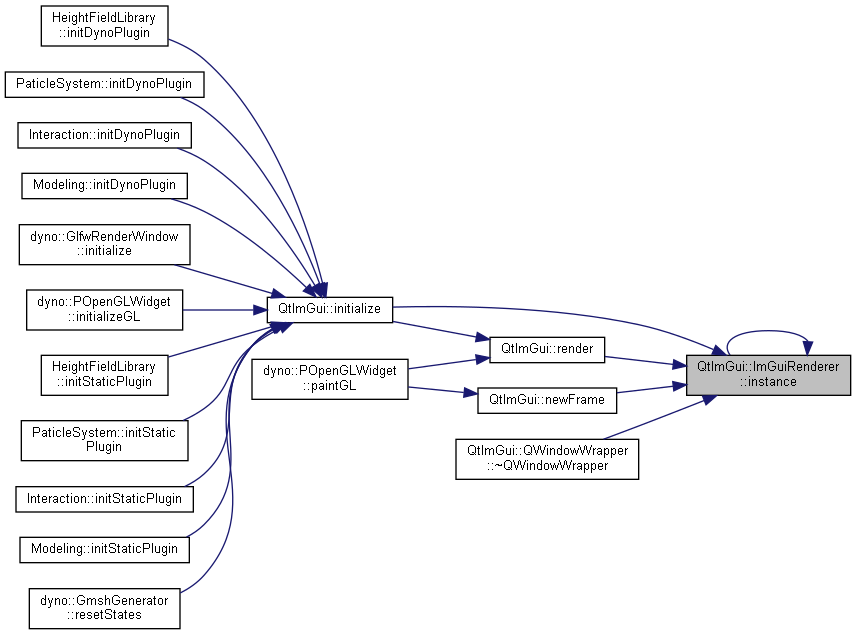 HeightFieldLibrary
::initDynoPlugin
PaticleSystem::initDynoPlugin
Interaction::initDynoPlugin
Modeling::initDynoPlugin
dyno::GlfwRenderWindow
::initialize
dyno::POpenGLWidget
::initializeGL
HeightFieldLibrary
::initStaticPlugin
PaticleSystem::initStatic
Plugin
Interaction::initStaticPlugin
Modeling::initStaticPlugin
dyno::GmshGenerator
::resetStates
QtImGui::initialize
dyno::POpenGLWidget
::paintGL
QtImGui::render
QtImGui::newFrame
QtImGui::QWindowWrapper
::~QWindowWrapper
QtImGui::ImGuiRenderer
::instance